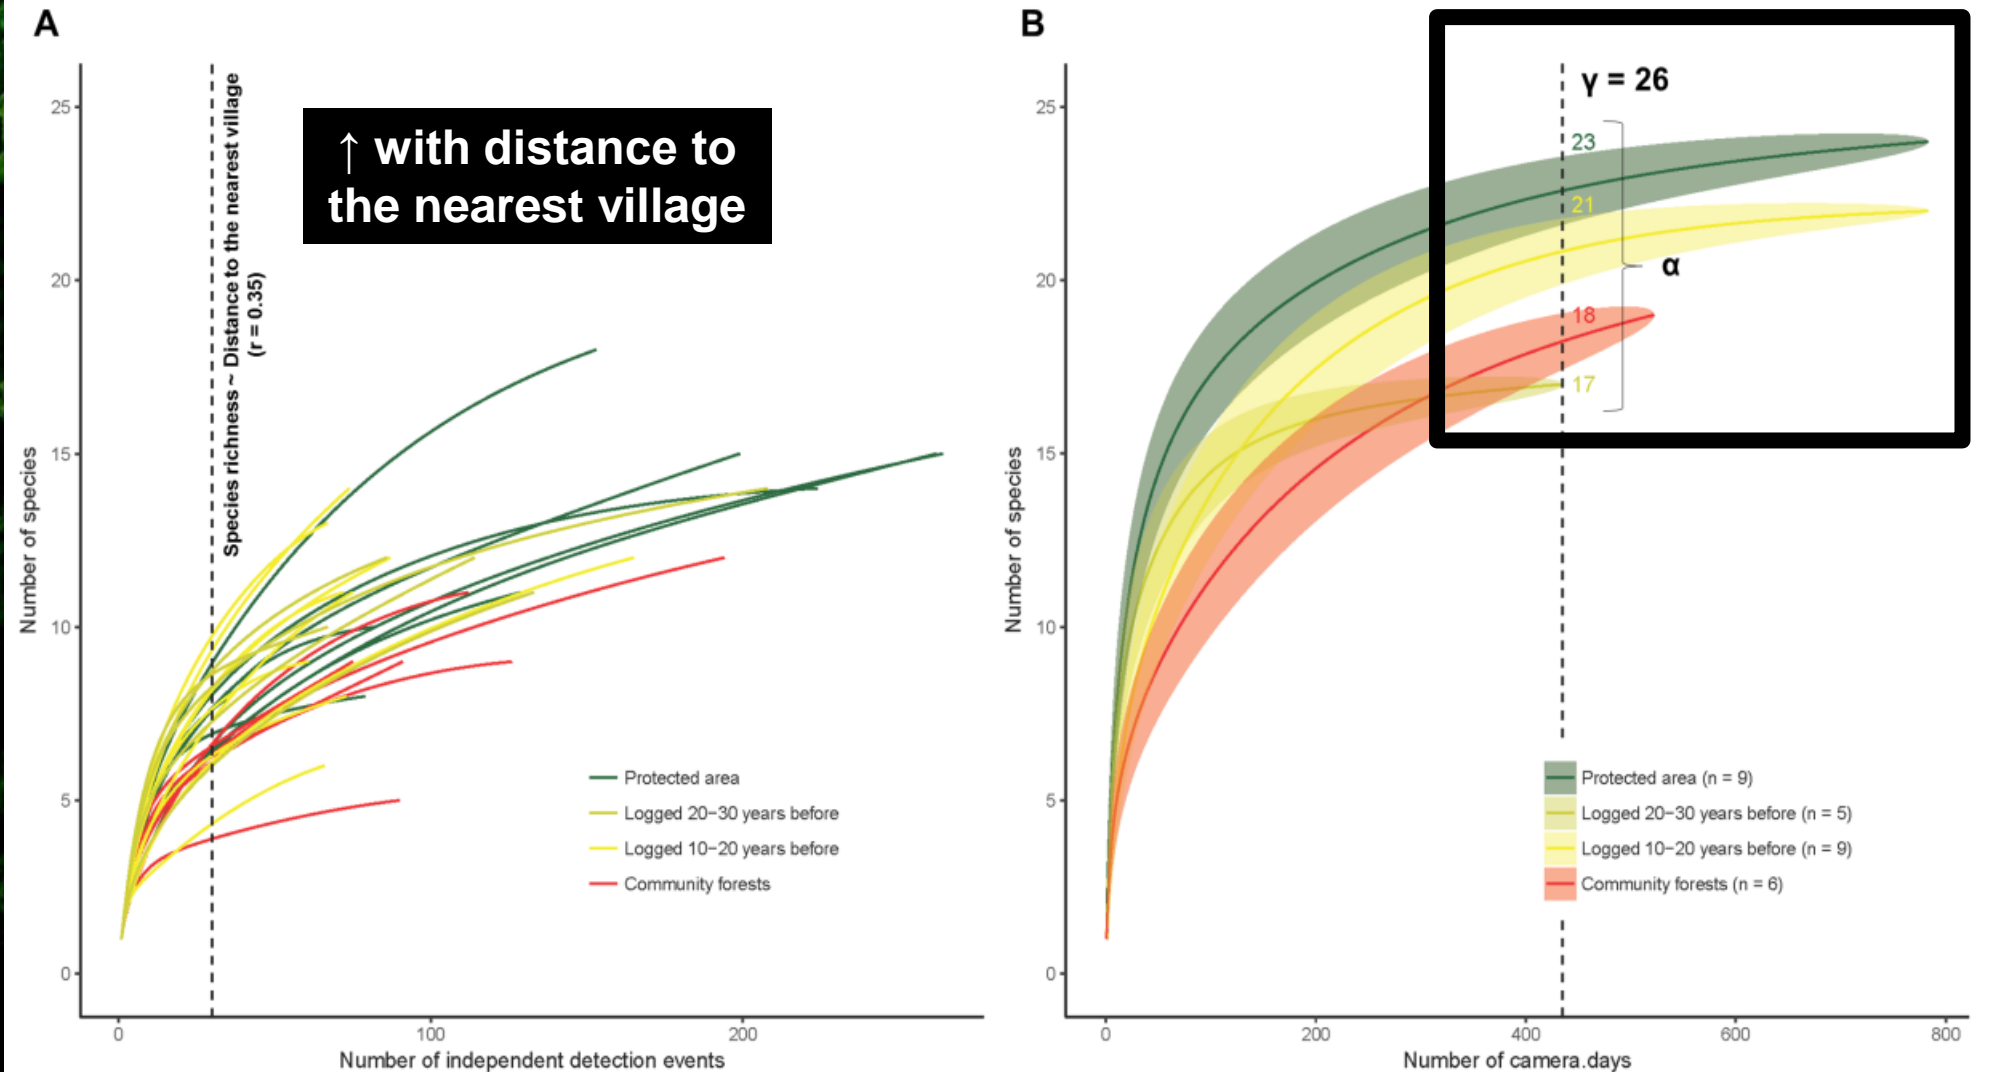 A
25
20
15
10
5
0
Number of species
0
100
200
Number of independent detection events
Species richness ~ Distance to the nearest village
(r = 0.35)
↑ with distance to
the nearest village
Protected area
Logged 20−30 years before
Logged 10−20 years before
Community forests
B
25
20
15
10
5
0
Number of species
0
200
400
600
800
Number of camera.days
γ = 26
23
21
α
18
17
Protected area (n = 9)
Logged 20−30 years before (n = 5)
Logged 10−20 years before (n = 9)
Community forests (n = 6)